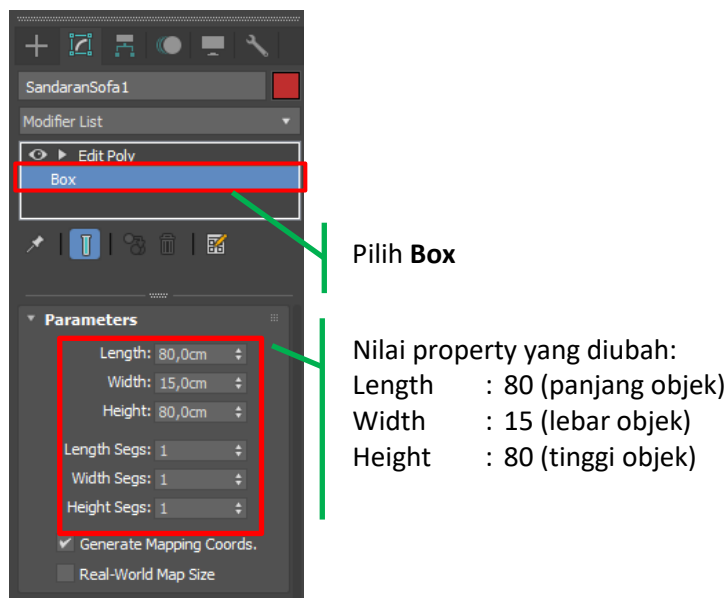 SandaranSofa1
Modifier List
Edit Poly
Box
Pilih Box
Parameters
Length: 80,0cm
Width: 15,0cm
Height: 80,0cm
Length Segs: 1
Width Segs: 1
Height Segs: 1
Generate Mapping Coords.
Real-World Map Size
Nilai property yang diubah:
Length : 80 (panjang objek)
Width : 15 (lebar objek)
Height : 80 (tinggi objek)